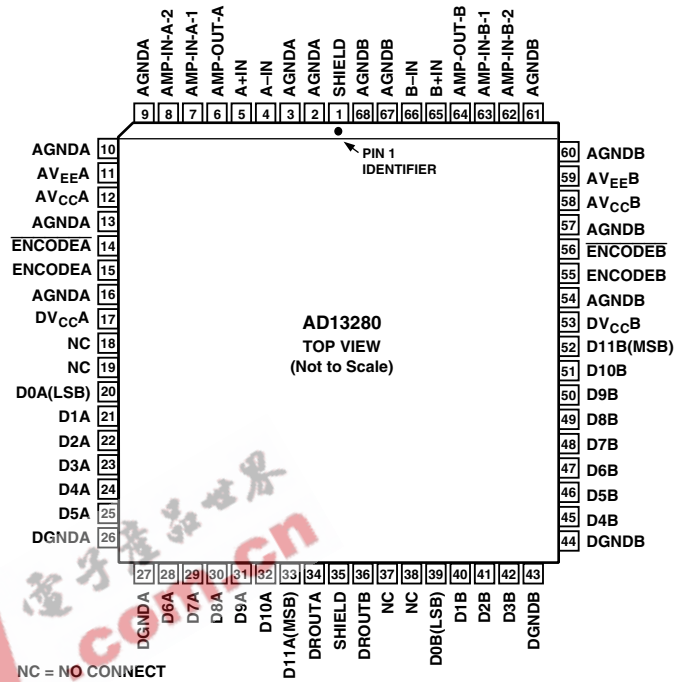 AGNDA
AMP-IN-A-2
AMP-IN-A-1
AMP-OUT-A
A+IN
A–IN
AGNDA
AGNDA
SHIELD
AGNDB
AGNDB
B–IN
B+IN
AMP-OUT-B
AMP-IN-B-1
AMP-IN-B-2
AGNDB
9 8 7 6 5 4 3 2 1 68 67 66 65 64 63 62 61
PIN 1
IDENTIFIER
AGNDA 10
AVEEA 11
AVCCA 12
AGNDA 13
ENCODEA 14
ENCODEA 15
AGNDA 16
DVCCA 17
NC 18
NC 19
D0A(LSB) 20
D1A 21
D2A 22
D3A 23
D4A 24
D5A 25
DGNDA 26
AD13280
TOP VIEW
(Not to Scale)
60 AGNDB
59 AVEEB
58 AVCCB
57 AGNDB
56 ENCODEB
55 ENCODEB
54 AGNDB
53 DVCCB
52 D11B(MSB)
51 D10B
50 D9B
49 D8B
48 D7B
47 D6B
46 D5B
45 D4B
44 DGNDB
27 28 29 30 31 32 33 34 35 36 37 38 39 40 41 42 43
DGNDA
D6A
D7A
D8A
D9A
D10A
D11A(MSB)
DROUTA
SHIELD
DROUTB
NC
NC
D0B(LSB)
D1B
D2B
D3B
DGNDB
NC = NO CONNECT
電子產品世界
.com.cn